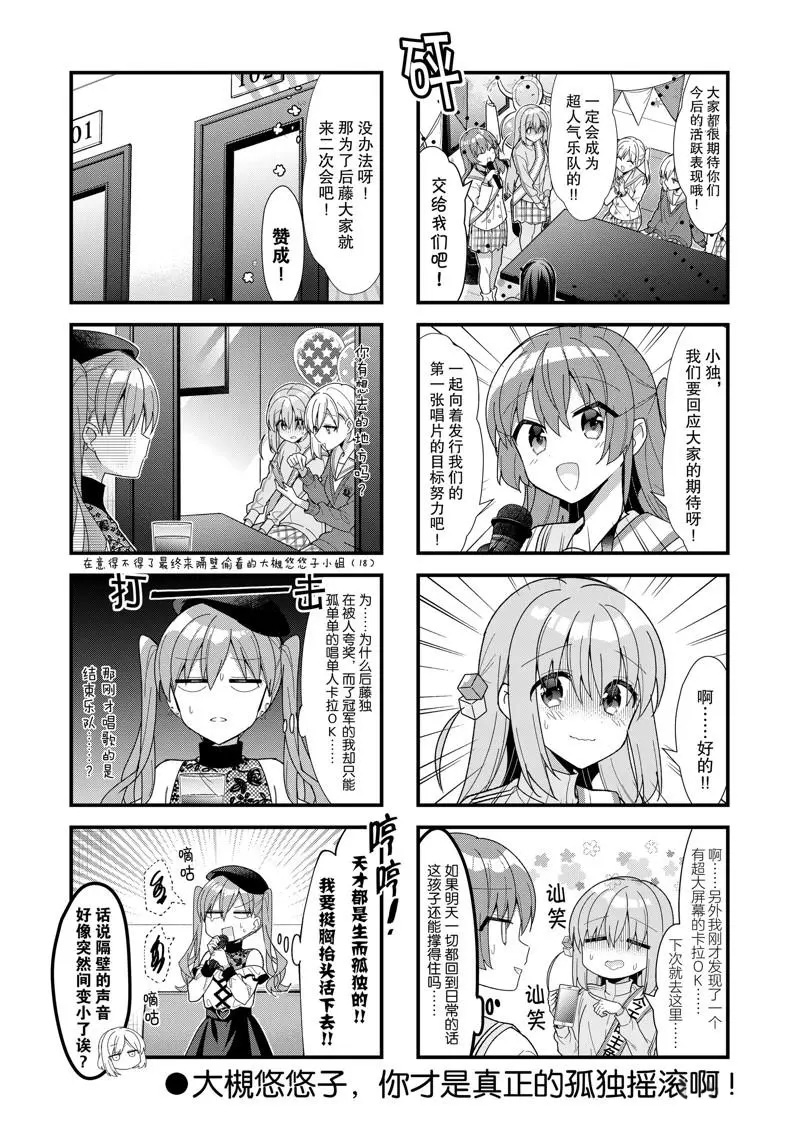 砰
大家都很期待你们
今后的活跃表现哦！
一定会成为
超人气乐队的!!
交给我们吧！
小独，
我们要回应大家的期待呀！
一起向着发行我们的
第一张唱片的目标努力吧！
啊……好的!!
啊……另外我刚才发现了一个
有超大屏幕的卡拉OK……
下次就去这里……
讪笑
讪笑
如果明天一切都回到日常的话
这孩子还能撑得住吗……
102
01
没办法呀！
那为了后藤大家就
来二次会吧！
赞成！
你有想去的地方吗？
在意得不得了最终来隔壁偷看的大槻悠悠子小姐（18）
打——击
为……为什么后藤独
在被人夸奖，而了冠军的我却只能
孤单单的唱单人卡拉OK……
那刚才唱歌的是
结束乐队……？
哼哼！
天才都是生而孤独的!!
我要挺胸抬头活下去!!
嘀咕
嘀咕
话说隔壁的声音
好像突然间变小了诶？
●大槻悠悠子，你才是真正的孤独摇滚啊！